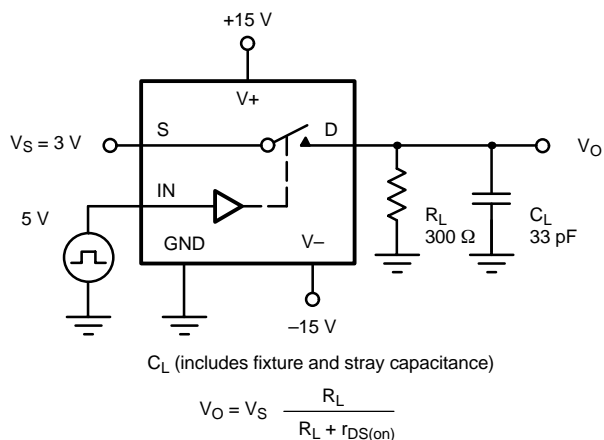 +15 V
V+
S
D
V_S = 3 V
V_O
IN
5 V
R_L
300 Ω
C_L
33 pF
GND
V–
–15 V
C_L (includes fixture and stray capacitance)
V_O = V_S R_L
R_L + r_DS(on)